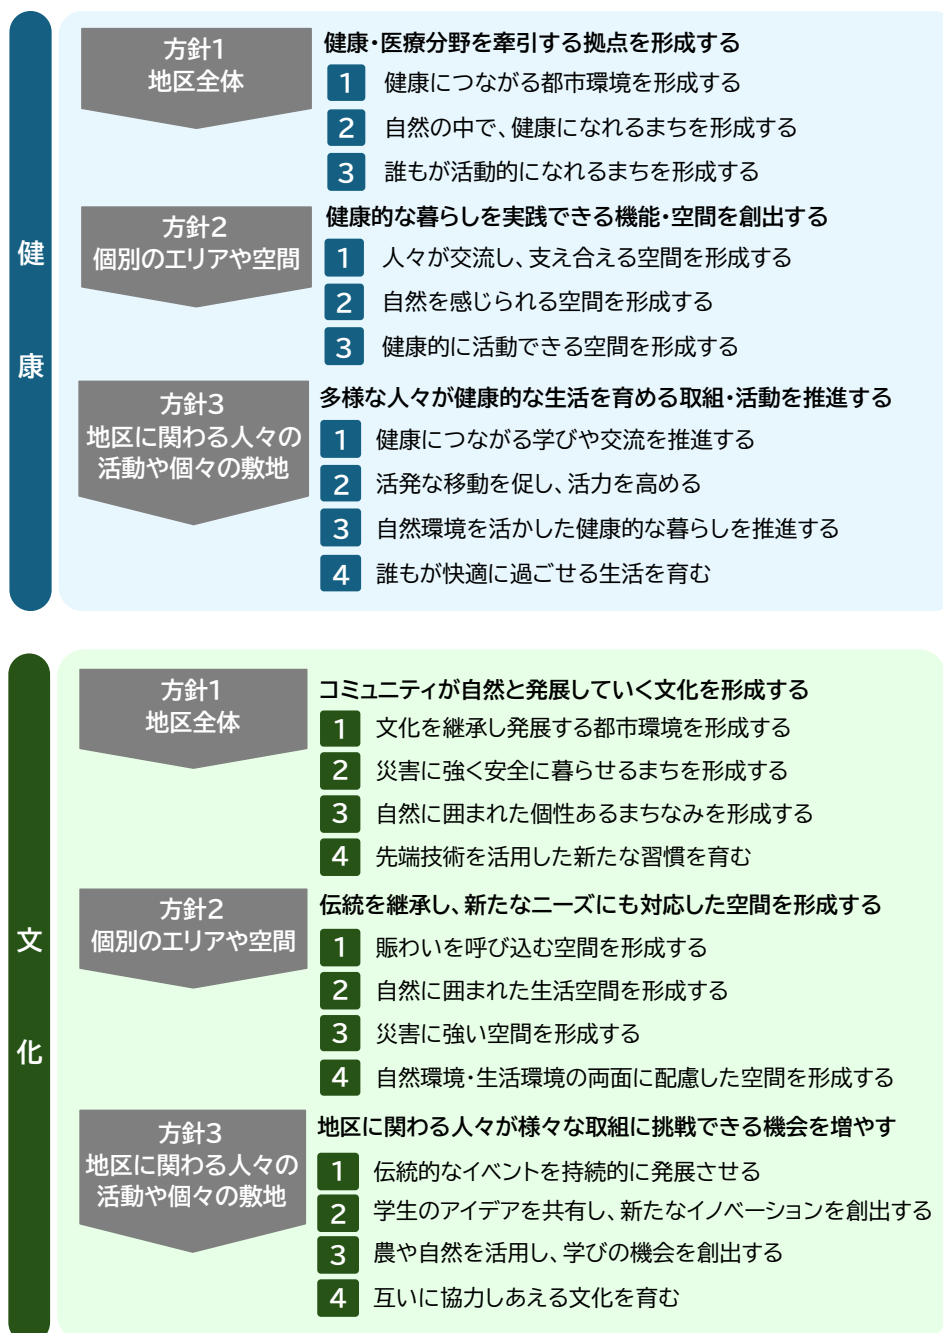 健康
方針1
地区全体
健康・医療分野を牽引する拠点を形成する
1 健康につながる都市環境を形成する
2 自然の中で、健康になれるまちを形成する
3 誰もが活動的になれるまちを形成する
方針2
個別のエリアや空間
健康的な暮らしを実践できる機能・空間を創出する
1 人々が交流し、支え合える空間を形成する
2 自然を感じられる空間を形成する
3 健康的に活動できる空間を形成する
方針3
地区に関わる人々の
活動や個々の敷地
多様な人々が健康的な生活を育める取組・活動を推進する
1 健康につながる学びや交流を推進する
2 活発な移動を促し、活力を高める
3 自然環境を活かした健康的な暮らしを推進する
4 誰もが快適に過ごせる生活を育む
文化
方針1
地区全体
コミュニティが自然と発展していく文化を形成する
1 文化を継承し発展する都市環境を形成する
2 災害に強く安全に暮らせるまちを形成する
3 自然に囲まれた個性あるまちなみを形成する
4 先端技術を活用した新たな習慣を育む
方針2
個別のエリアや空間
伝統を継承し、新たなニーズにも対応した空間を形成する
1 賑わいを呼び込む空間を形成する
2 自然に囲まれた生活空間を形成する
3 災害に強い空間を形成する
4 自然環境・生活環境の両面に配慮した空間を形成する
方針3
地区に関わる人々の
活動や個々の敷地
地区に関わる人々が様々な取組に挑戦できる機会を増やす
1 伝統的なイベントを持続的に発展させる
2 学生のアイデアを共有し、新たなイノベーションを創出する
3 農や自然を活用し、学びの機会を創出する
4 互いに協力しあえる文化を育む